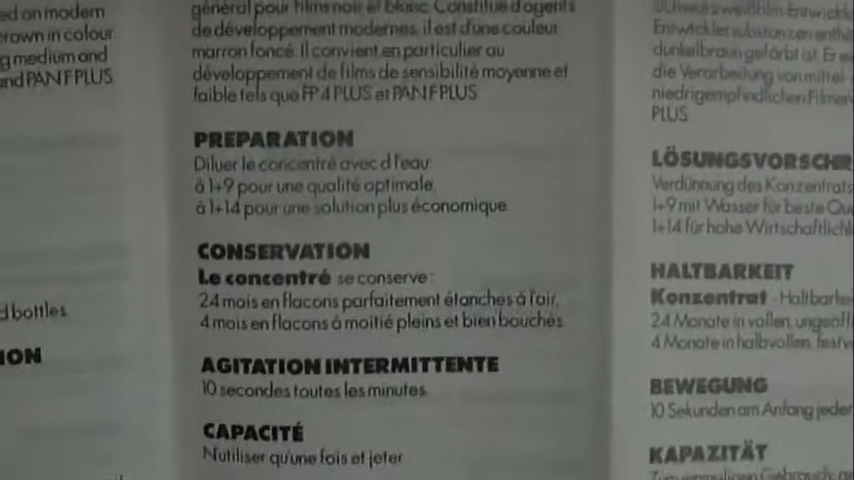 ed on modern
rown in colour.
g medium and
and PAN F PLUS
d bottles.
ION
général pour films noir et blanc. Constitué d'agents
de développement modernes, il est d'une couleur
marron foncé. Il convient en particulier au
développement de films de sensibilité moyenne et
faible tels que FP 4 PLUS et PAN F PLUS
PREPARATION
Diluer le concentré avec d l'eau:
à 1+9 pour une qualité optimale,
à 1+14 pour une solution plus économique
CONSERVATION
Le concentré se conserve:
24 mois en flacons parfaitement étanches à l'air,
4 mois en flacons à moitié pleins et bien bouchés
AGITATION INTERMITTENTE
10 secondes toutes les minutes
CAPACITÉ
N'utiliser qu'une fois et jeter
Entwicklersubstanzen enth
dunkelbraun gefärbt ist. Er e
die Verarbeitung von mittel-
niedrigempfindlichen Filmen
PLUS
LÖSUNGSVORSCHR
Verdünnung des Konzentrats
1+9 mit Wasser für beste Qu
1+14 für hohe Wirtschaftlich
HALTBARKEIT
Konzentrat - Haltbarke
24 Monate in vollen, ungeöff
4 Monate in halbvollen, festv
BEWEGUNG
10 Sekunden am Anfang jeder
KAPAZITÄT